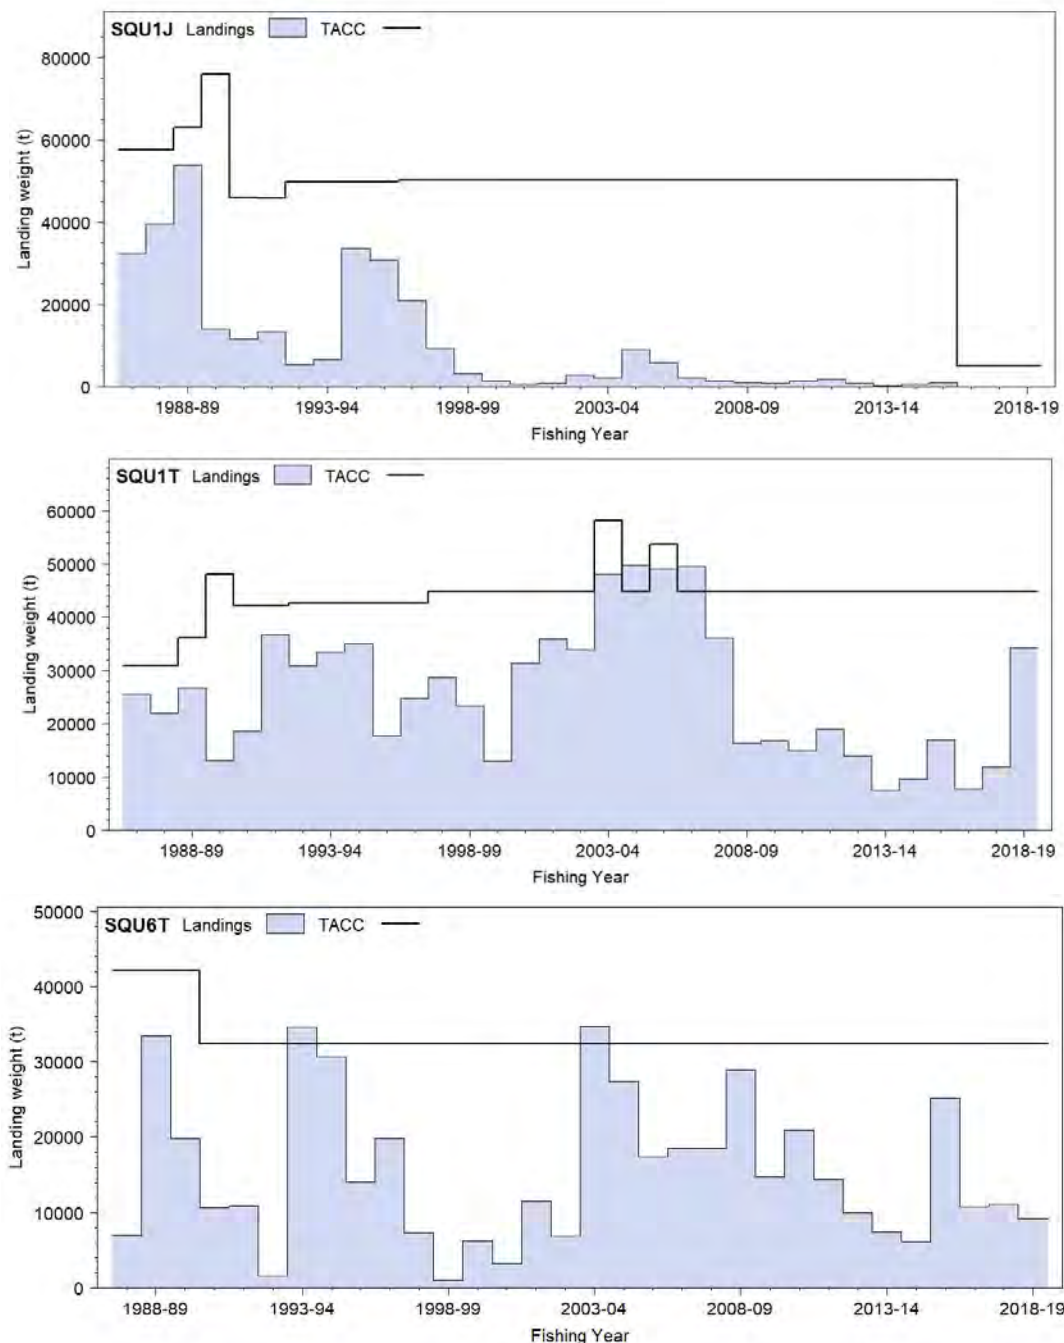 SQU1J Landings TACC
80000
60000
40000
20000
0
Landing weight (t)
1988-89 1993-94 1998-99 2003-04 2008-09 2013-14 2018-19
Fishing Year
SQU1T Landings TACC
60000
50000
40000
30000
20000
10000
0
Landing weight (t)
1988-89 1993-94 1998-99 2003-04 2008-09 2013-14 2018-19
Fishing Year
SQU6T Landings TACC
50000
40000
30000
20000
10000
0
Landing weight (t)
1988-89 1993-94 1998-99 2003-04 2008-09 2013-14 2018-19
Fishing Year